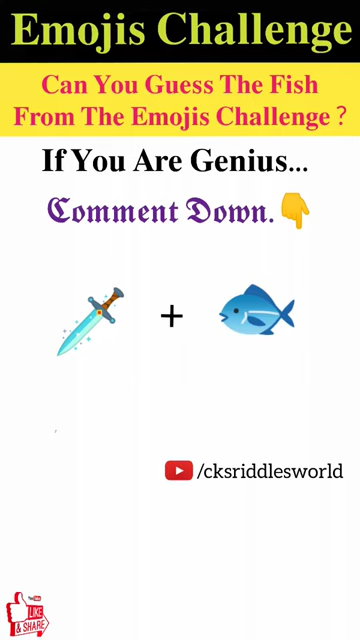 Emojis Challenge
Can You Guess The Fish
From The Emojis Challenge ?
If You Are Genius...
Comment Down.👇
+
/cksriddlesworld
YouTube
LIKE
& SHARE